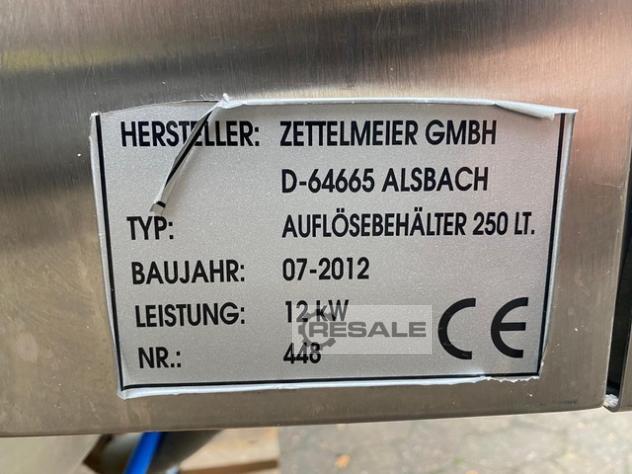 HERSTELLER: ZETTELMEIER GMBH
D-64665 ALSBACH
TYP: AUFLÖSEBEHÄLTER 250 LT.
BAUJAHR: 07-2012
LEISTUNG: 12 kW
RESALE
NR.: 448
CE